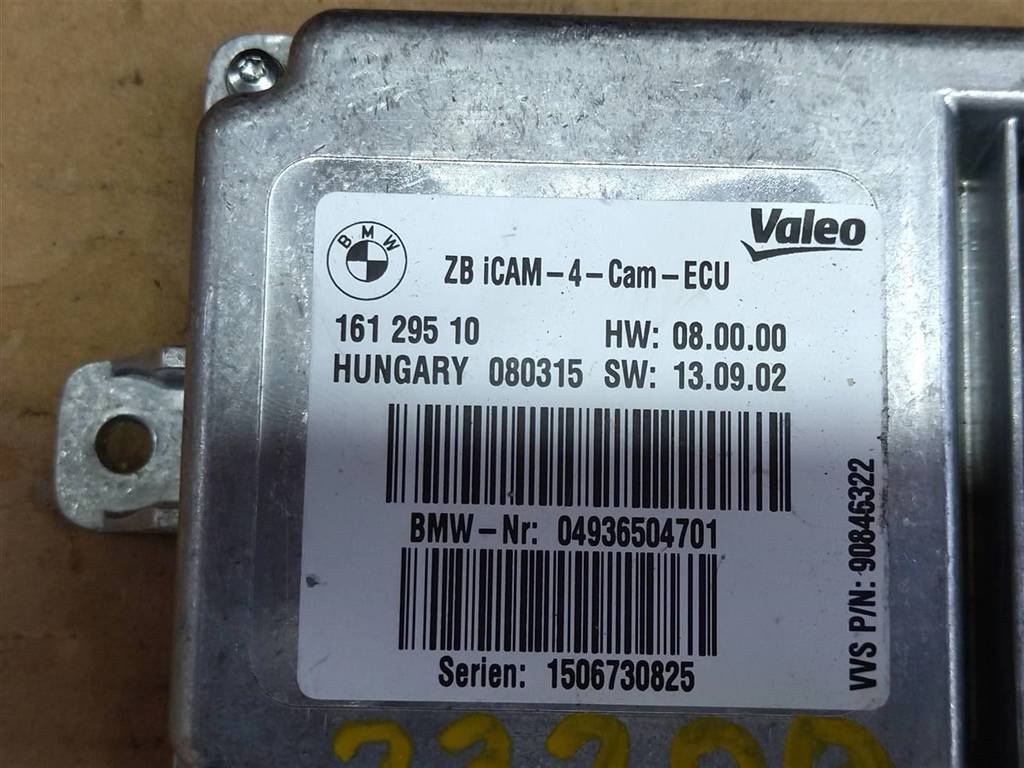 BMW
Valeo
ZB iCAM-4-Cam-ECU
161 295 10 HW: 08.00.00
HUNGARY 080315 SW: 13.09.02
BMW-Nr: 04936504701
Serien: 1506730825
VVS P/N: 90846322